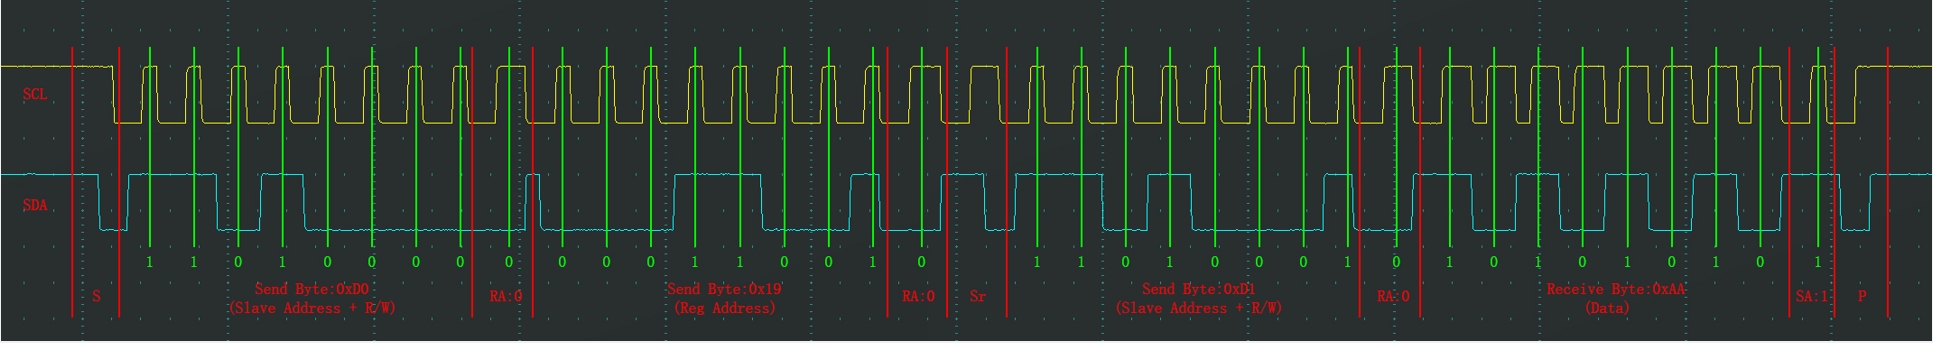 SCL
SDA
1 1 0 1 0 0 0 0 0 0 0 0 1 1 0 0 1 0 1 1 0 1 0 0 0 1 0 1 0 1 0 1 0 1 0 1
S
Send Byte:0xD0
(Slave Address + R/W)
RA:0
Send Byte:0x19
(Reg Address)
RA:0
Sr
Send Byte:0xD1
(Slave Address + R/W)
RA:0
Receive Byte:0xAA
(Data)
SA:1
P